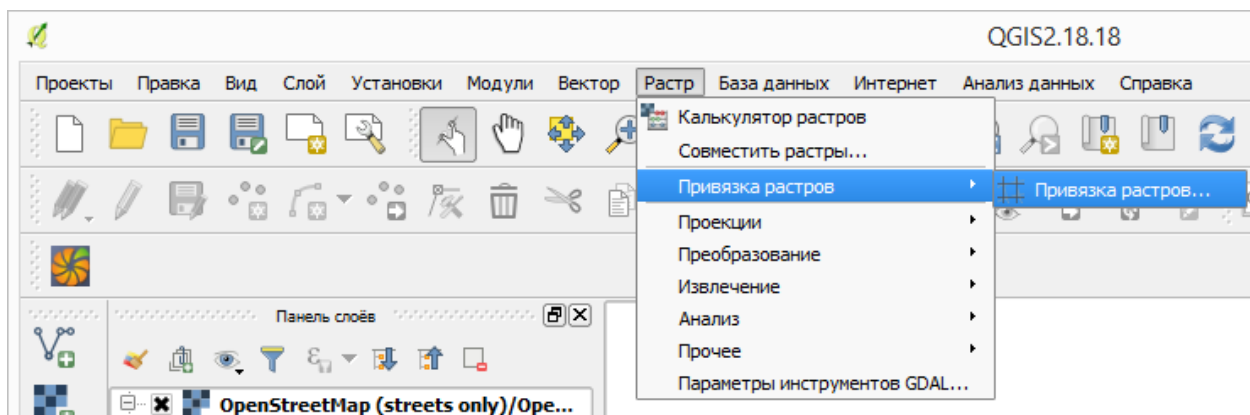 QGIS2.18.18
Проекты Правка Вид Слой Установки Модули Вектор Растр База данных Интернет Анализ данных Справка
Калькулятор растров
Совместить растры...
Привязка растров
Привязка растров...
Проекции
Преобразование
Извлечение
Анализ
Прочее
Параметры инструментов GDAL...
Панель слоёв
OpenStreetMap (streets only)/Ope...